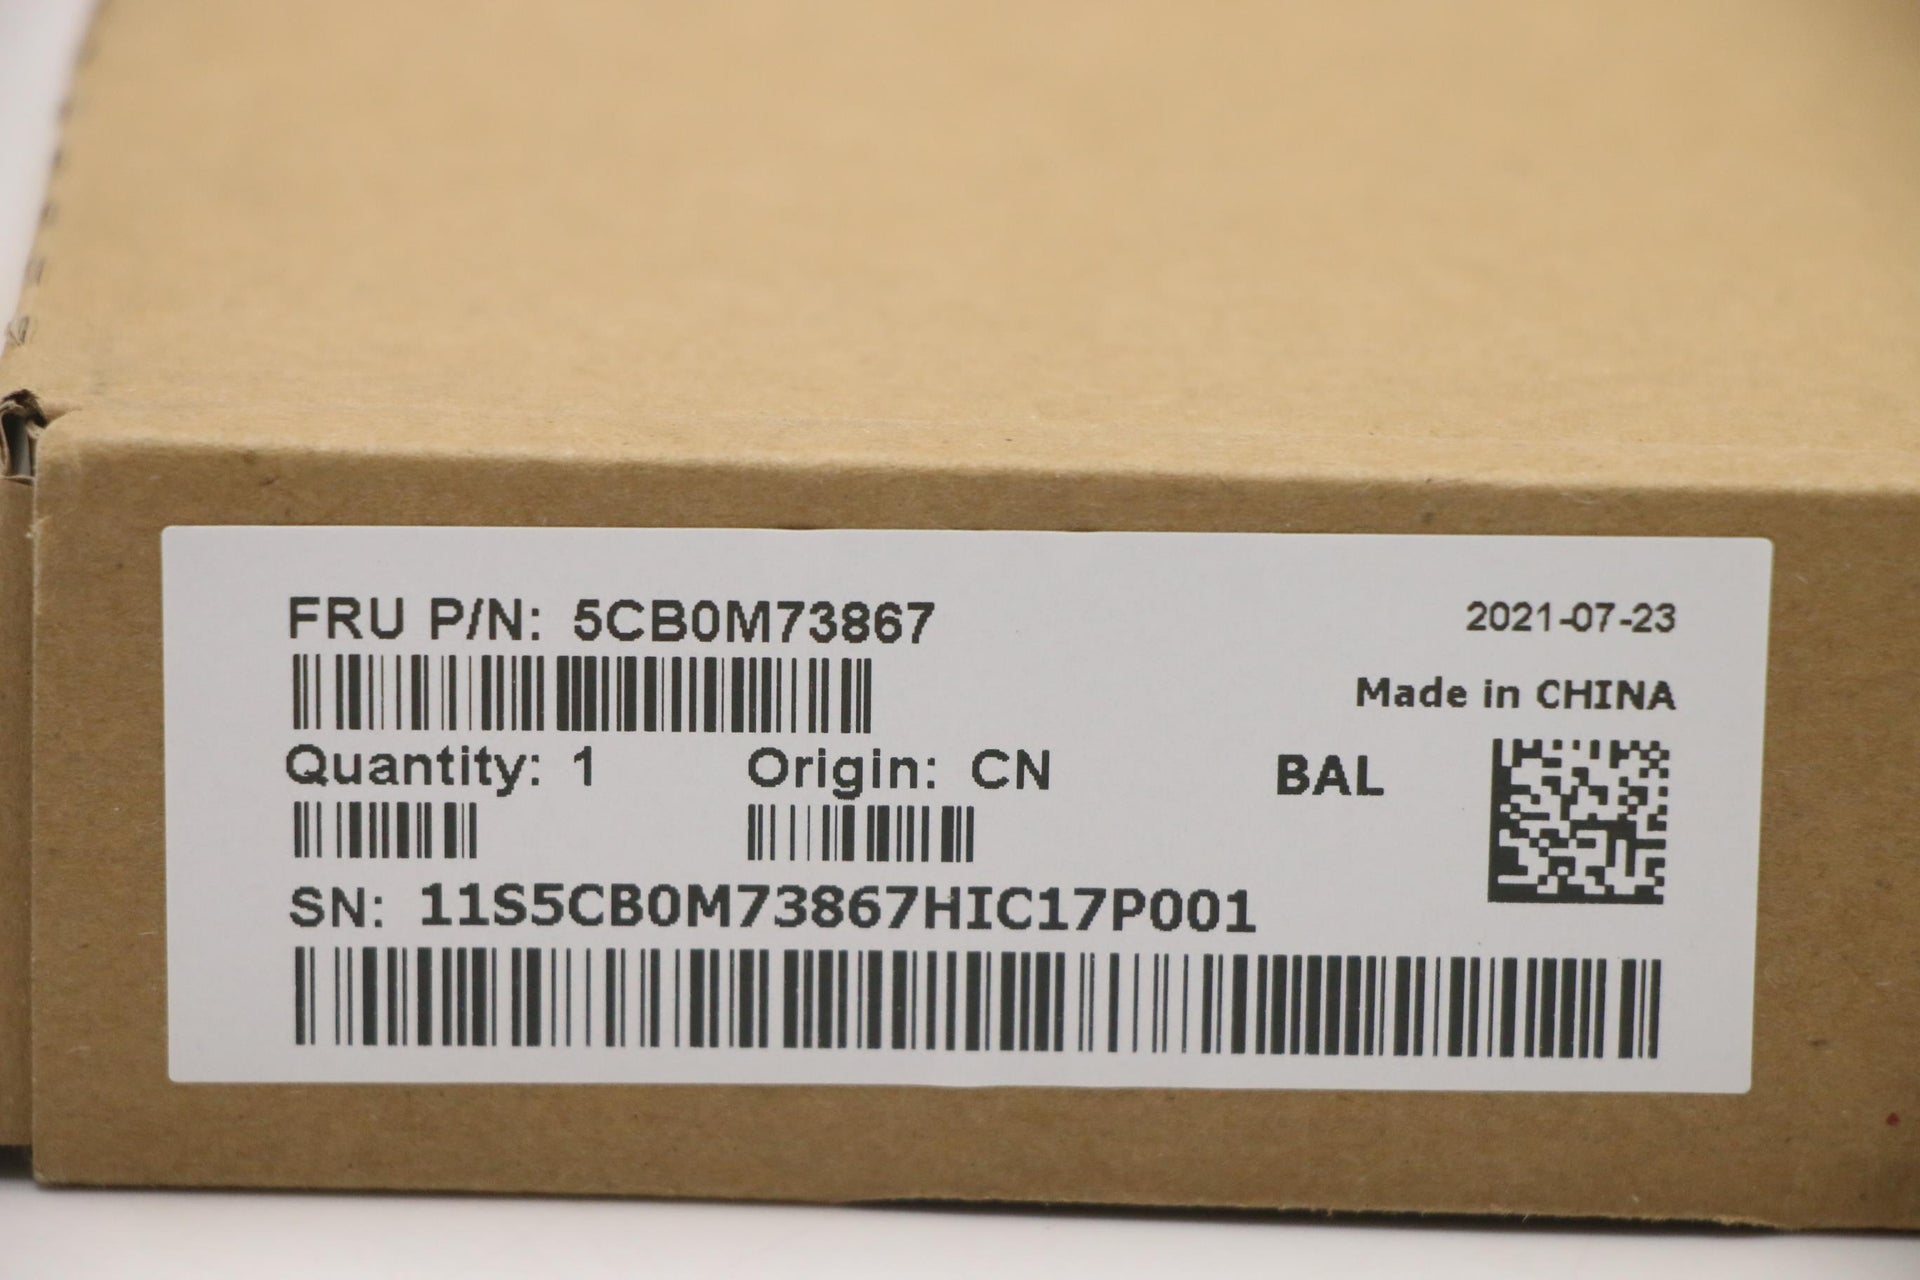 FRU P/N: 5CB0M73867
2021-07-23
Made in CHINA
Quantity: 1
Origin: CN
BAL
SN: 11S5CB0M73867HIC17P001